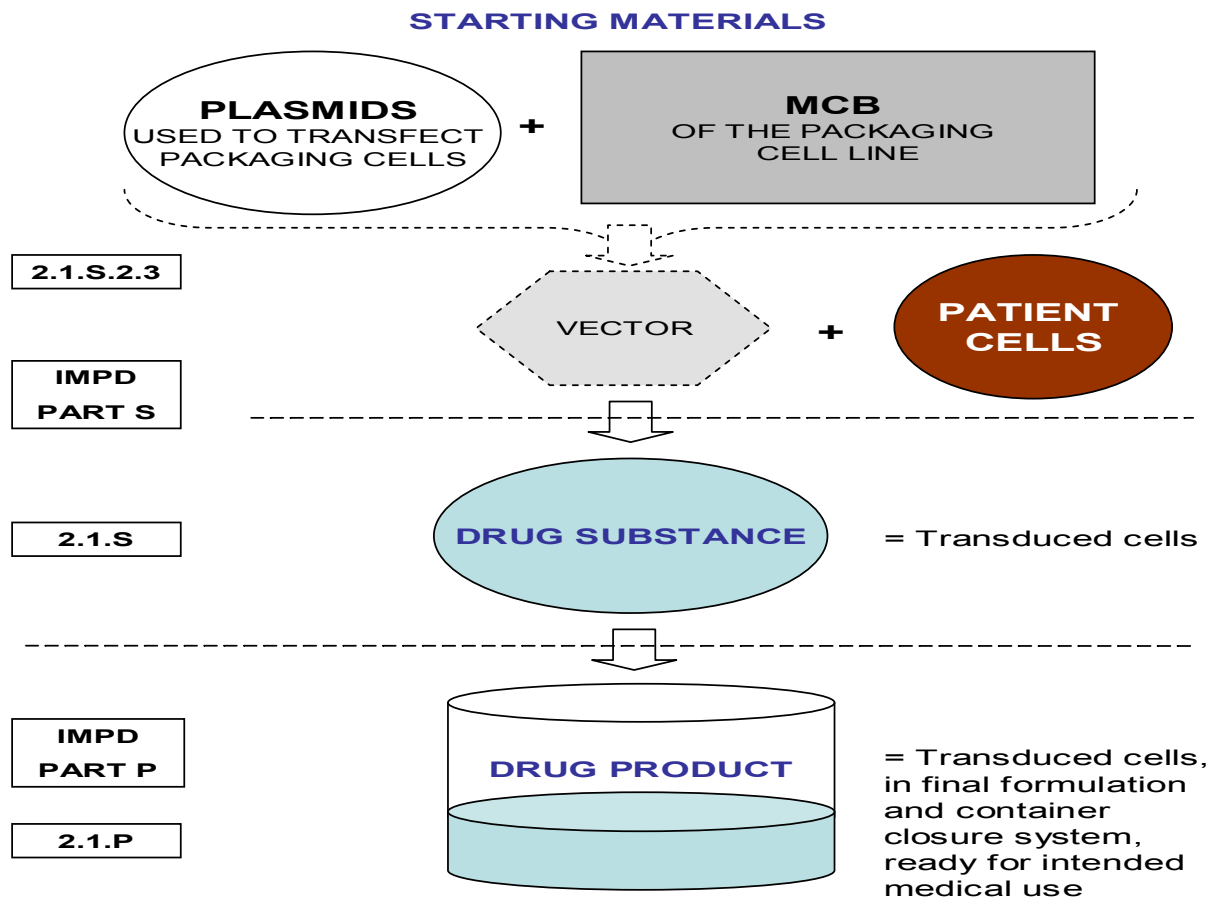 STARTING MATERIALS
PLASMIDS
USED TO TRANSFECT
PACKAGING CELLS
+
MCB
OF THE PACKAGING
CELL LINE
2.1.S.2.3
VECTOR
+
PATIENT
CELLS
IMPD
PART S
2.1.S
DRUG SUBSTANCE
= Transduced cells
IMPD
PART P
2.1.P
DRUG PRODUCT
= Transduced cells,
in final formulation
and container
closure system,
ready for intended
medical use